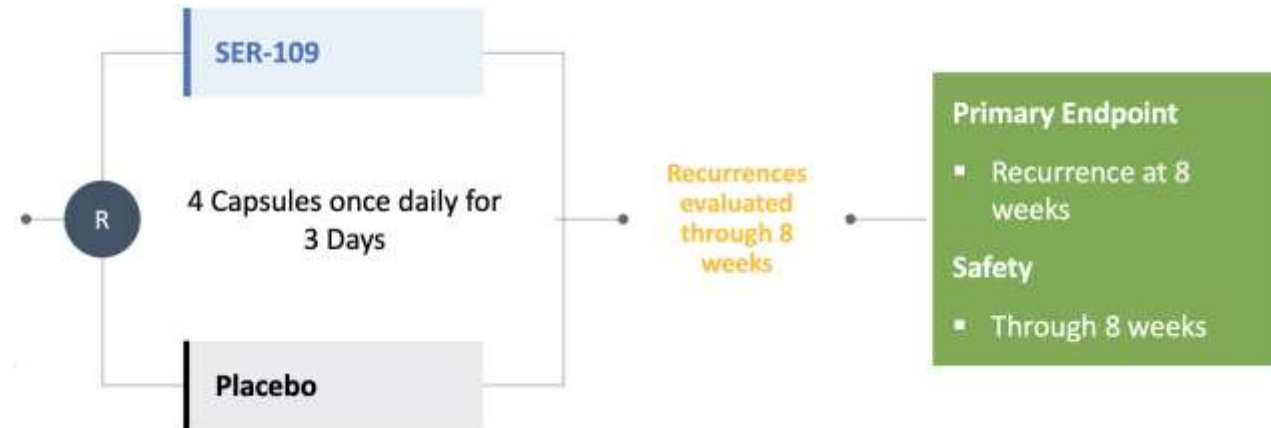 SER-109
R
4 Capsules once daily for
3 Days
Placebo
Recurrences
evaluated
through 8
weeks
Primary Endpoint
▪ Recurrence at 8
weeks
Safety
▪ Through 8 weeks